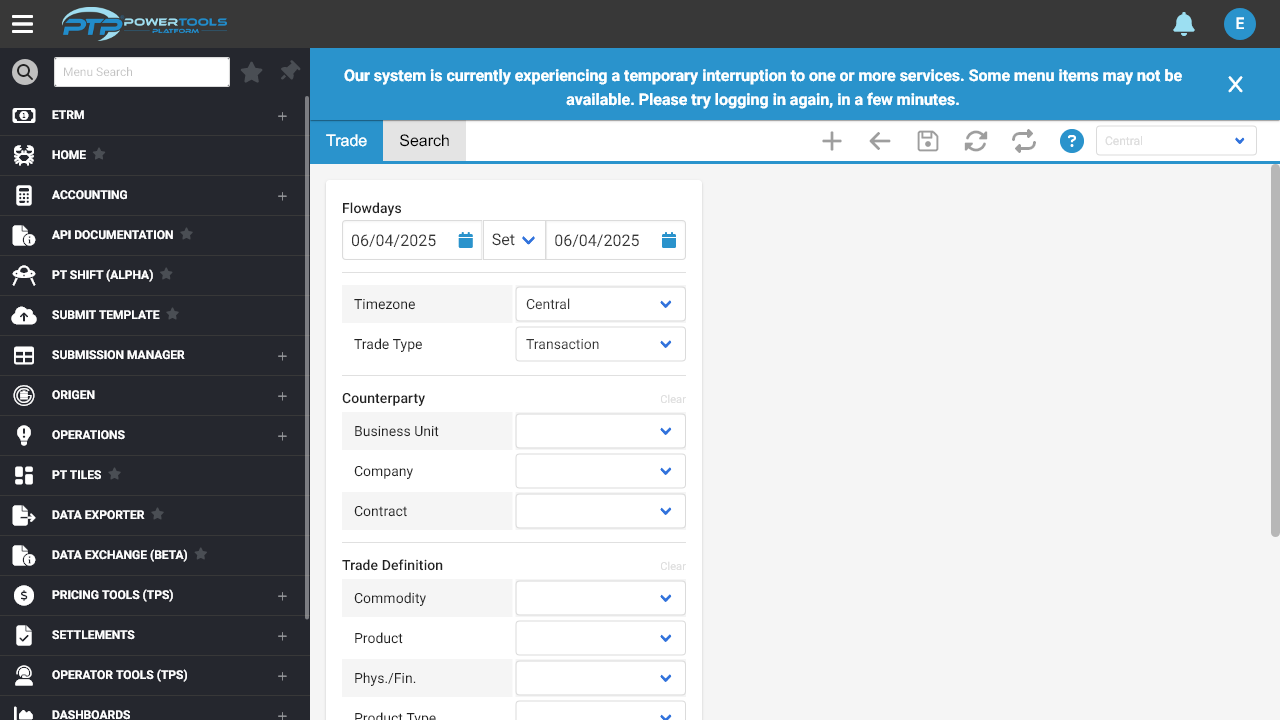 PTP POWERTOOLS
PLATFORM
E
Menu Search
ETRM
HOME
ACCOUNTING
API DOCUMENTATION
PT SHIFT (ALPHA)
SUBMIT TEMPLATE
SUBMISSION MANAGER
ORIGEN
OPERATIONS
PT TILES
DATA EXPORTER
DATA EXCHANGE (BETA)
PRICING TOOLS (TPS)
SETTLEMENTS
OPERATOR TOOLS (TPS)
DASHBOARDS
Our system is currently experiencing a temporary interruption to one or more services. Some menu items may not be
available. Please try logging in again, in a few minutes.
X
Trade
Search
?
Central
Flowdays
06/04/2025 Set 06/04/2025
Timezone Central
Trade Type Transaction
Counterparty Clear
Business Unit
Company
Contract
Trade Definition Clear
Commodity
Product
Phys./Fin.
Product Type